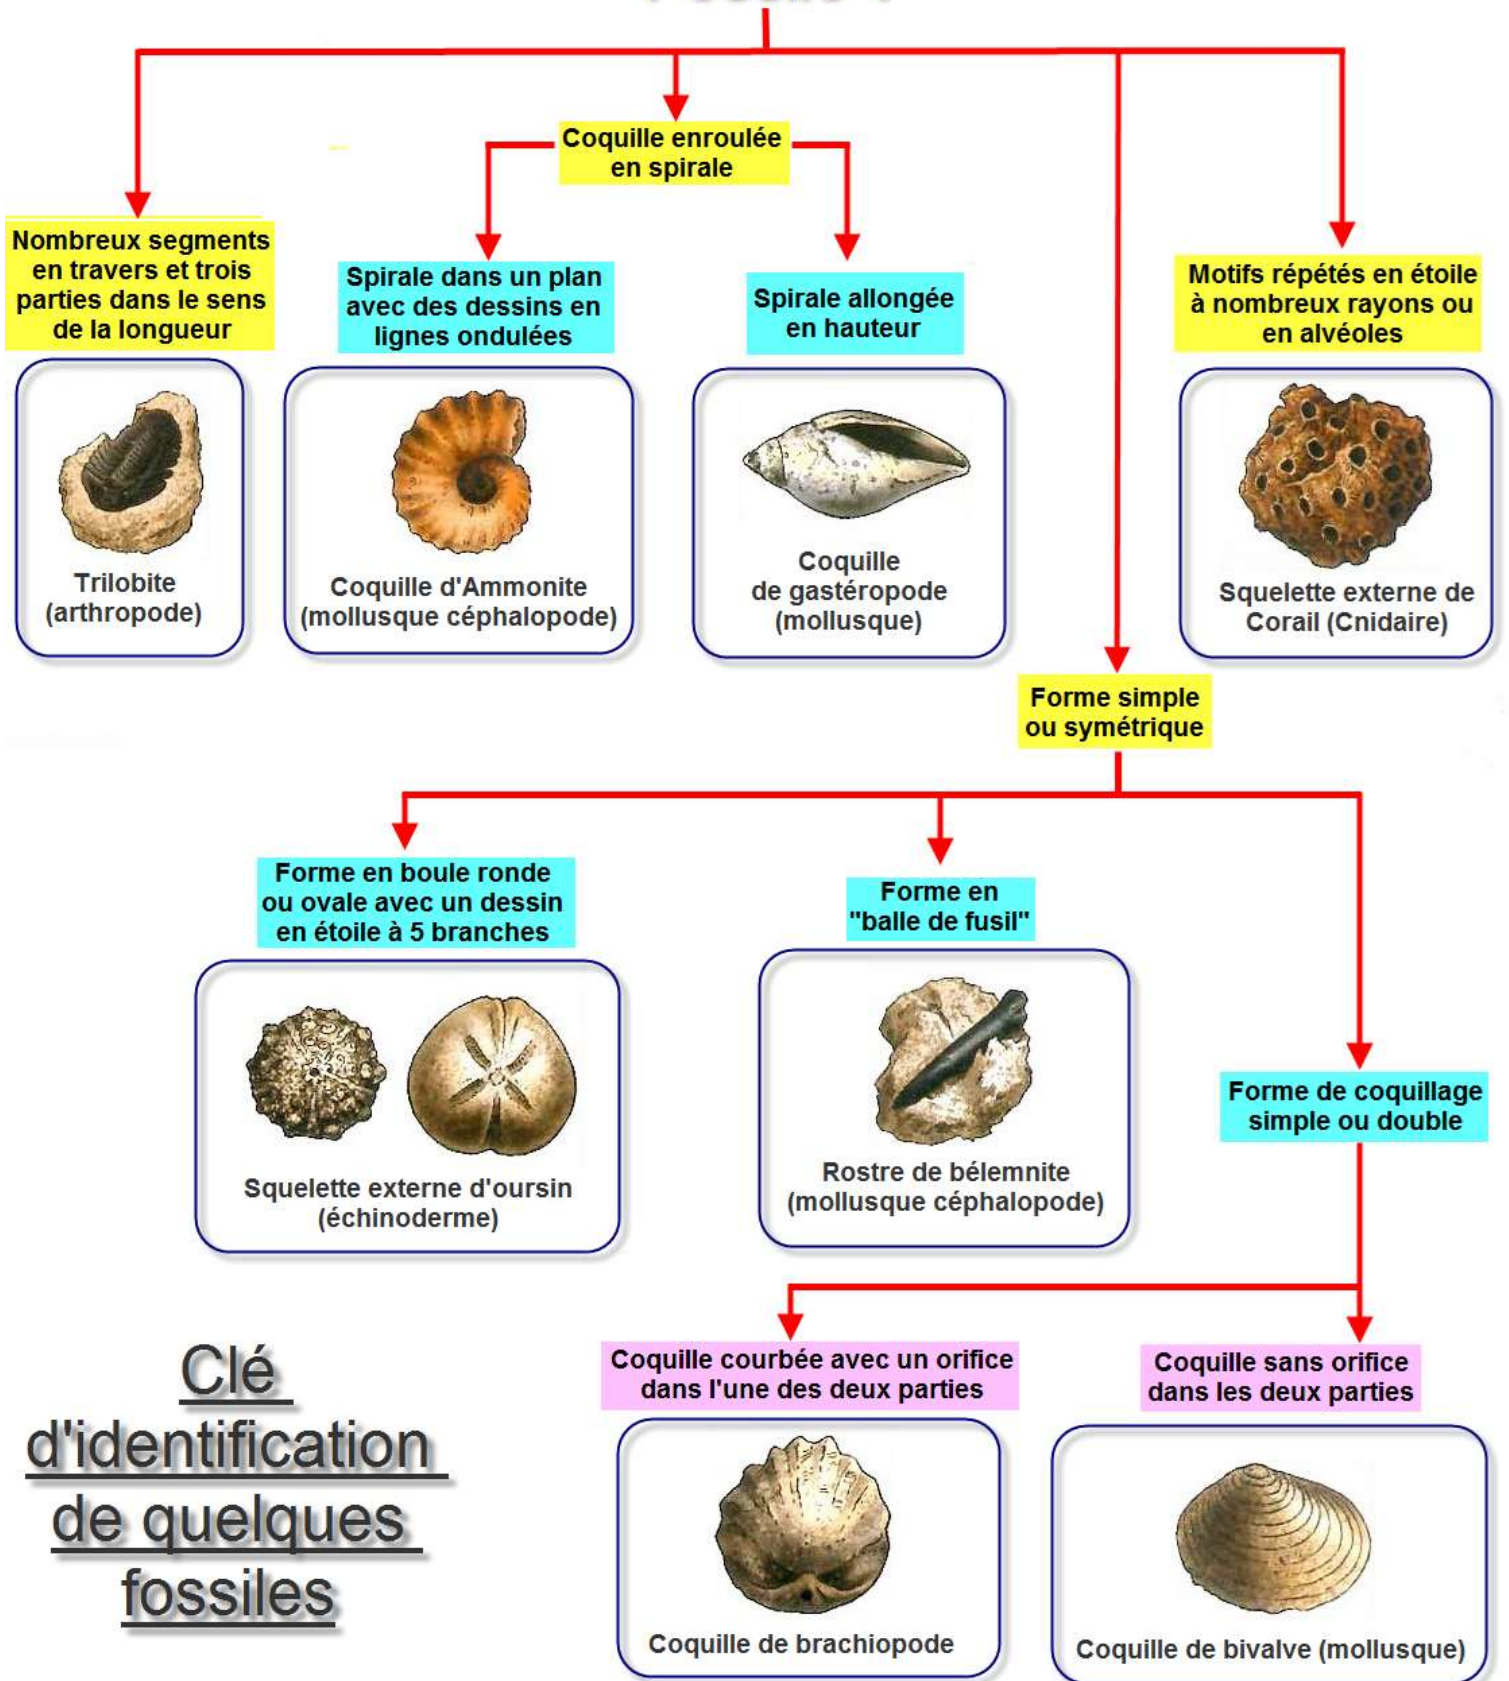 Coquille enroulée
en spirale
Nombreux segments
en travers et trois
parties dans le sens
de la longueur
Spirale dans un plan
avec des dessins en
lignes ondulées
Spirale allongée
en hauteur
Motifs répétés en étoile
à nombreux rayons ou
en alvéoles
Trilobite
(arthropode)
Coquille d'Ammonite
(mollusque céphalopode)
Coquille
de gastéropode
(mollusque)
Squelette externe de
Corail (Cnidaire)
Forme simple
ou symétrique
Forme en boule ronde
ou ovale avec un dessin
en étoile à 5 branches
Forme en
"balle de fusil"
Squelette externe d'oursin
(échinoderme)
Rostre de bélemnite
(mollusque céphalopode)
Forme de coquillage
simple ou double
Clé
d'identification
de quelques
fossiles
Coquille courbée avec un orifice
dans l'une des deux parties
Coquille sans orifice
dans les deux parties
Coquille de brachiopode
Coquille de bivalve (mollusque)